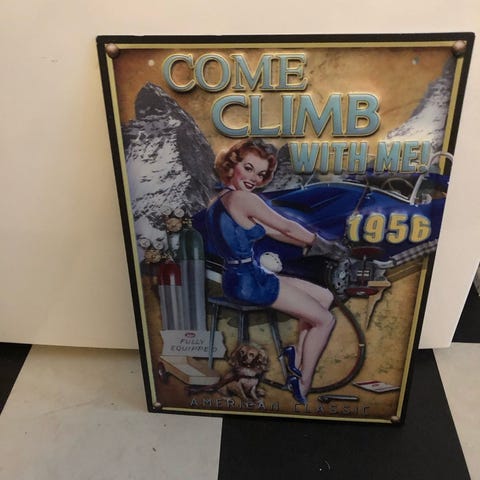 COME
CLIMB
WITH ME!
1956
FULLY
EQUIPPED
AMERICAN CLASSIC